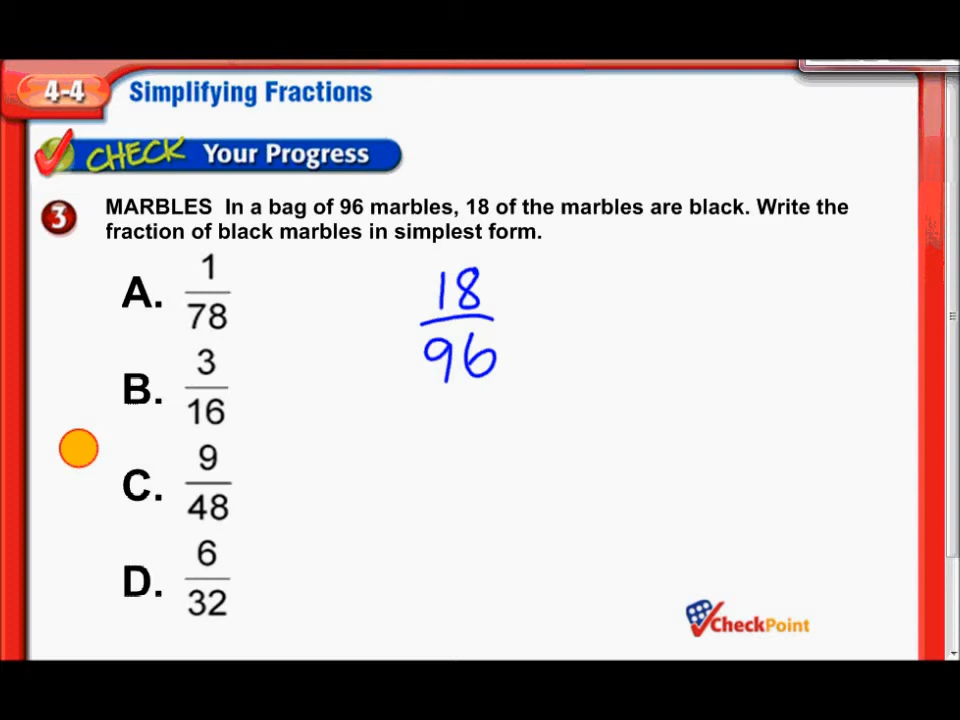 4-4 Simplifying Fractions
CHECK Your Progress
3 MARBLES In a bag of 96 marbles, 18 of the marbles are black. Write the
fraction of black marbles in simplest form.
A. 1/78
B. 3/16
C. 9/48
D. 6/32
18
96
CheckPoint